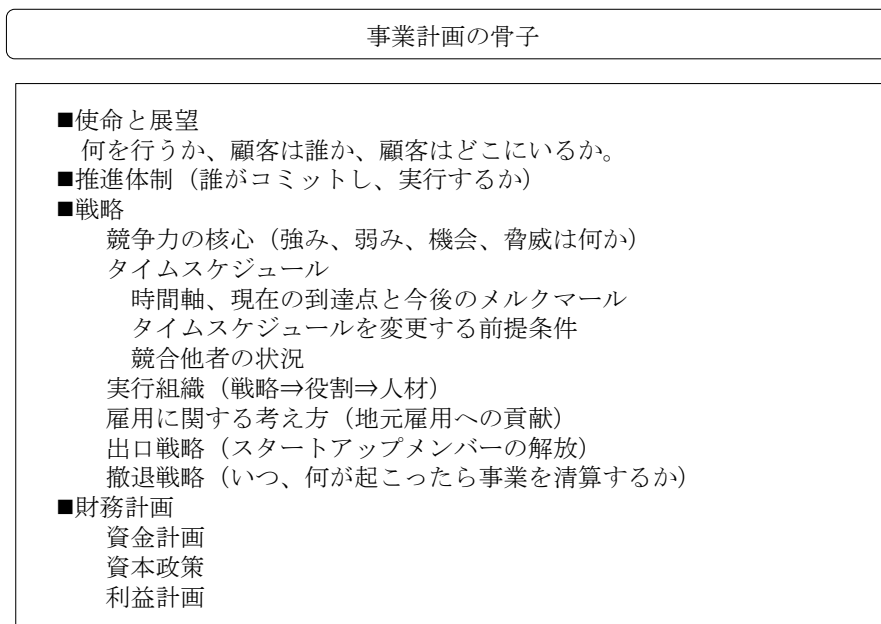 事業計画の骨子
■使命と展望
何を行うか、顧客は誰か、顧客はどこにいるか。
■推進体制（誰がコミットし、実行するか）
■戦略
競争力の核心（強み、弱み、機会、脅威は何か）
タイムスケジュール
時間軸、現在の到達点と今後のメルクマール
タイムスケジュールを変更する前提条件
競合他者の状況
実行組織（戦略⇒役割⇒人材）
雇用に関する考え方（地元雇用への貢献）
出口戦略（スタートアップメンバーの解放）
撤退戦略（いつ、何が起こったら事業を清算するか）
■財務計画
資金計画
資本政策
利益計画